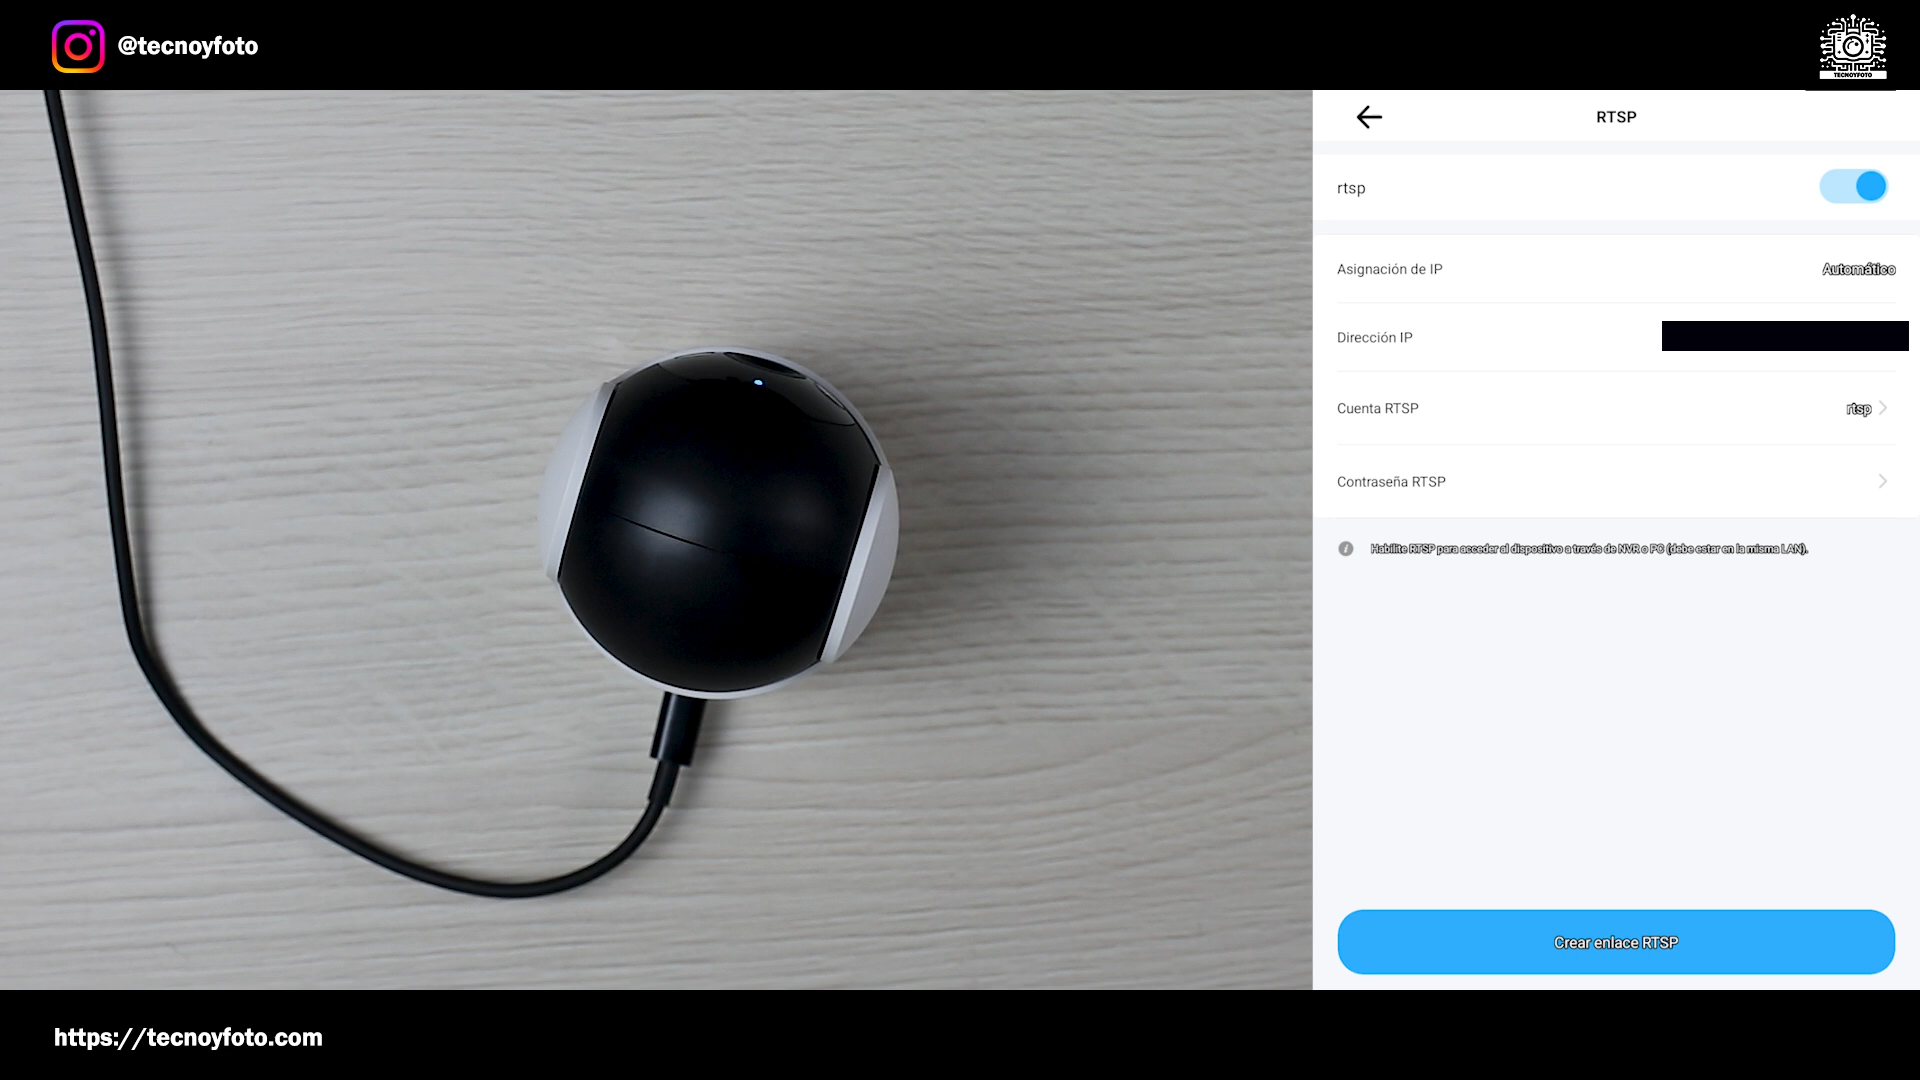 @tecnoyfoto
TECNOYFOTO
RTSP
rtsp
Asignación de IP
Automático
Dirección IP
Cuenta RTSP
rtsp
Contraseña RTSP
Habilite RTSP para acceder al dispositivo a través de NVR o PC (debe estar en la misma LAN).
Crear enlace RTSP
https://tecnoyfoto.com